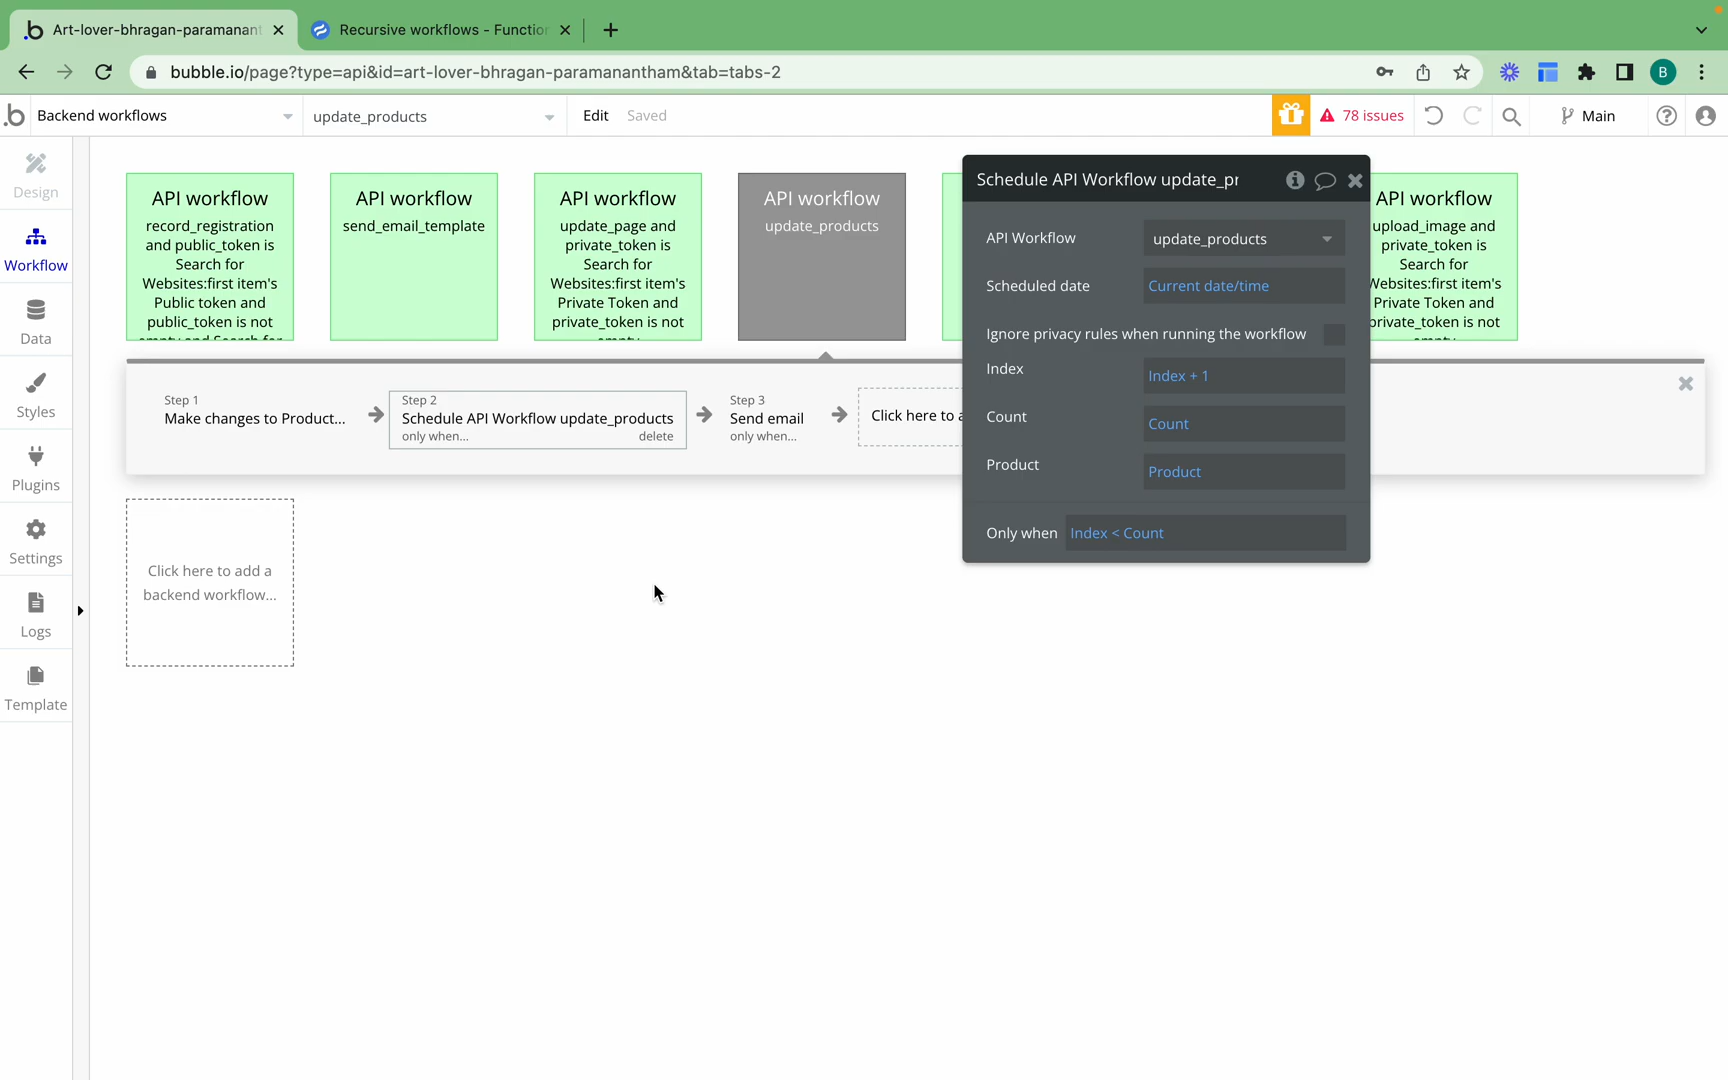 Art-lover-bhragan-paramanant
Recursive workflows - Function
bubble.io/page?type=api&id=art-lover-bhragan-paramanantham&tab=tabs-2
B
Backend workflows
update_products
Edit
Saved
78 issues
Main
Design
Workflow
Data
Styles
Plugins
Settings
Logs
Template
API workflow
record_registration
and public_token is
Search for
Websites:first item's
Public token and
public_token is not
empty and Search for
API workflow
send_email_template
API workflow
update_page and
private_token is
Search for
Websites:first item's
Private Token and
private_token is not
empty
API workflow
update_products
API workflow
upload_image and
private_token is
Search for
Websites:first item's
Private Token and
private_token is not
Schedule API Workflow update_pr
API Workflow
update_products
Scheduled date
Current date/time
Ignore privacy rules when running the workflow
Index
Index + 1
Count
Count
Product
Product
Only when
Index < Count
Step 1
Make changes to Product...
Step 2
Schedule API Workflow update_products
only when...
delete
Step 3
Send email
only when...
Click here to a
Click here to add a
backend workflow...